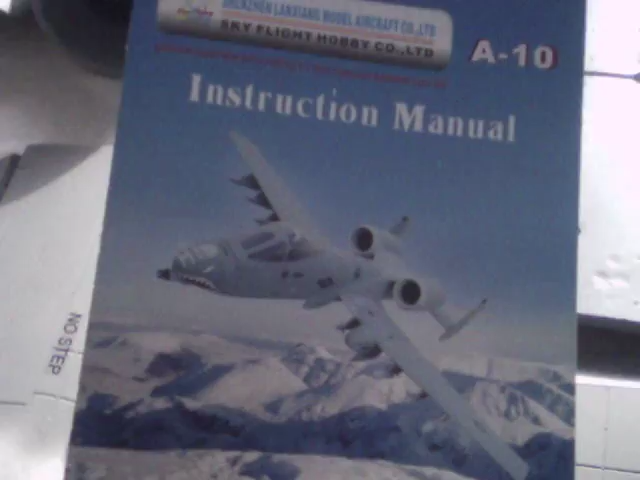 SHENZHEN LANXIANG MODEL AIRCRAFT CO.,LTD
SKY FLIGHT HOBBY CO.,LTD
A-10
Instruction Manual
NO STEP